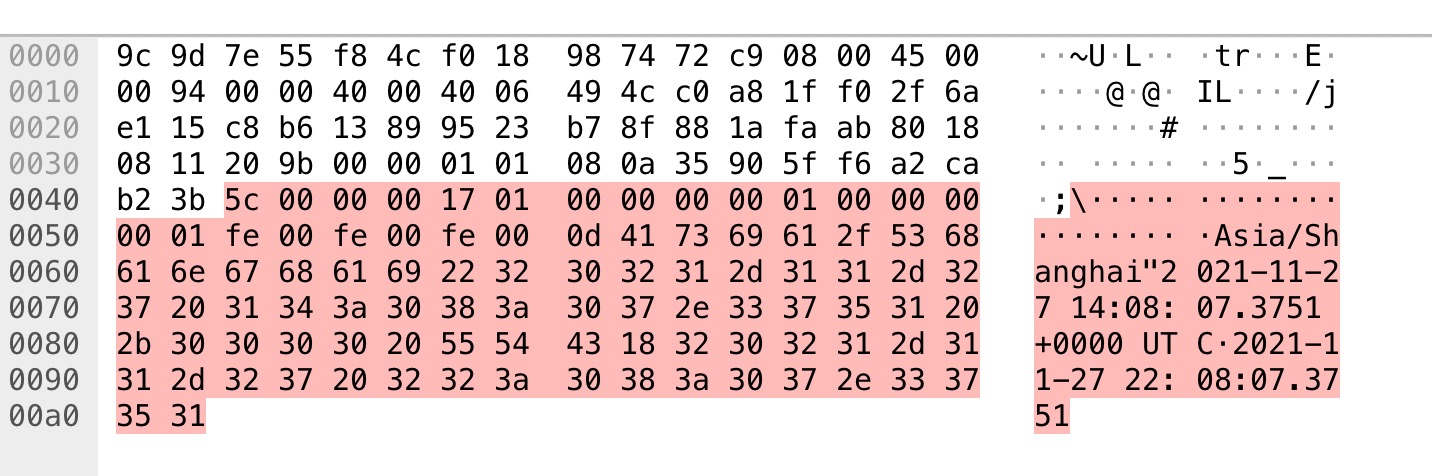 0000 9c 9d 7e 55 f8 4c f0 18 98 74 72 c9 08 00 45 00 ··~U·L·· ·tr···E·
0010 00 94 00 00 40 00 40 06 49 4c c0 a8 1f f0 2f 6a ····@·@· IL····/j
0020 e1 15 c8 b6 13 89 95 23 b7 8f 88 1a fa ab 80 18 ·······# ········
0030 08 11 20 9b 00 00 01 01 08 0a 35 90 5f f6 a2 ca ·· ····· ··5·_···
0040 b2 3b 5c 00 00 00 17 01 00 00 00 00 01 00 00 00 ·;\····· ········
0050 00 01 fe 00 fe 00 fe 00 0d 41 73 69 61 2f 53 68 ········ ·Asia/Sh
0060 61 6e 67 68 61 69 22 32 30 32 31 2d 31 31 2d 32 anghai"2 021-11-2
0070 37 20 31 34 3a 30 38 3a 30 37 2e 33 37 35 31 20 7 14:08: 07.3751
0080 2b 30 30 30 30 20 55 54 43 18 32 30 32 31 2d 31 +0000 UT C·2021-1
0090 31 2d 32 37 20 32 32 3a 30 38 3a 30 37 2e 33 37 1-27 22: 08:07.37
00a0 35 31 51